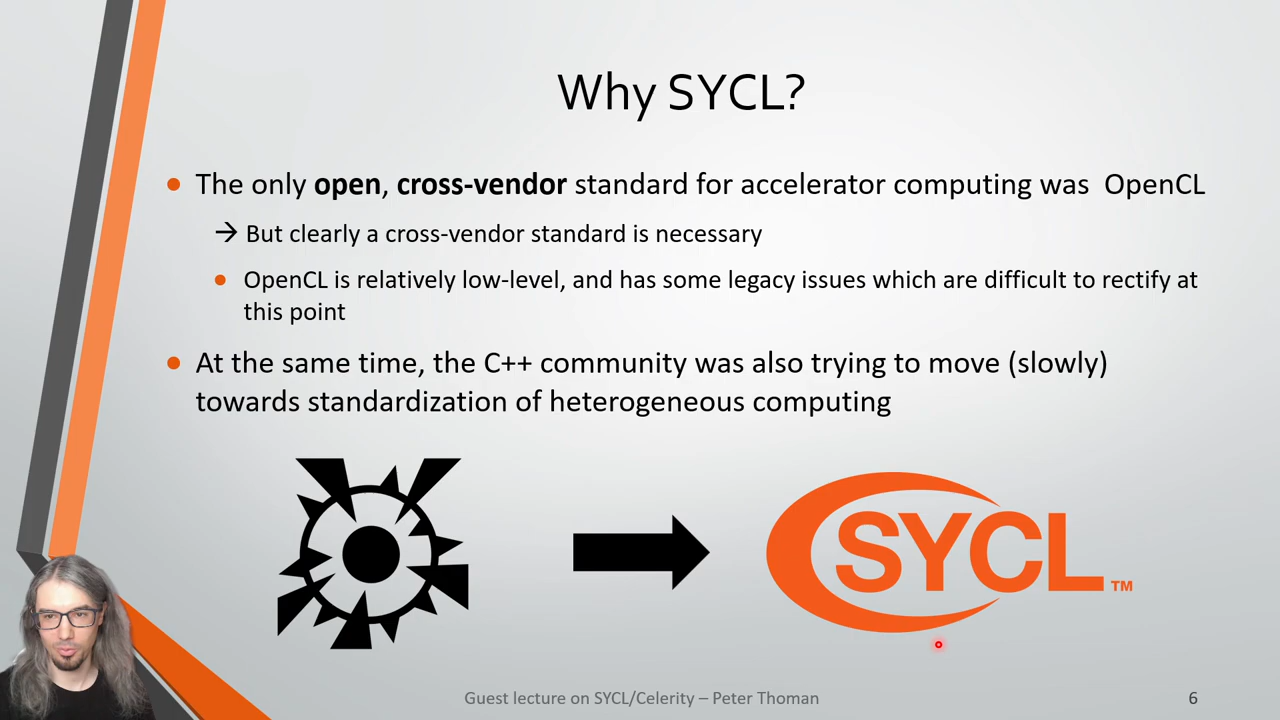 Why SYCL?
• The only open, cross-vendor standard for accelerator computing was OpenCL
→ But clearly a cross-vendor standard is necessary
• OpenCL is relatively low-level, and has some legacy issues which are difficult to rectify at
this point
• At the same time, the C++ community was also trying to move (slowly)
towards standardization of heterogeneous computing
SYCL™
Guest lecture on SYCL/Celerity – Peter Thoman
6